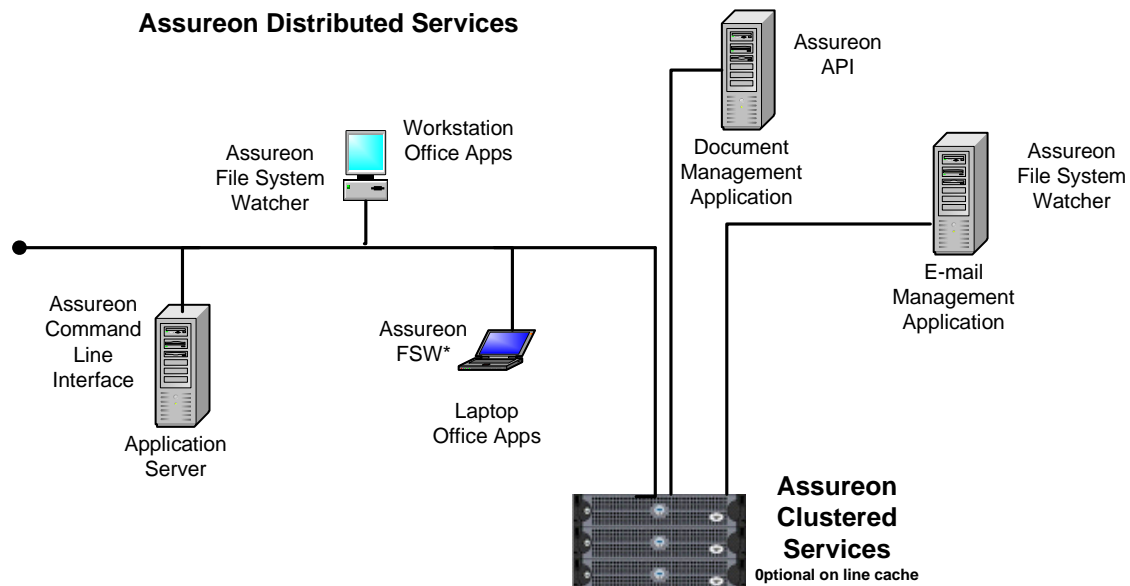 Assureon Distributed Services
Assureon
API
Workstation
Office Apps
Assureon
File System
Watcher
Document
Management
Application
Assureon
File System
Watcher
E-mail
Management
Application
Assureon
Command
Line
Interface
Assureon
FSW*
Laptop
Office Apps
Application
Server
Assureon
Clustered
Services
Optional on line cache